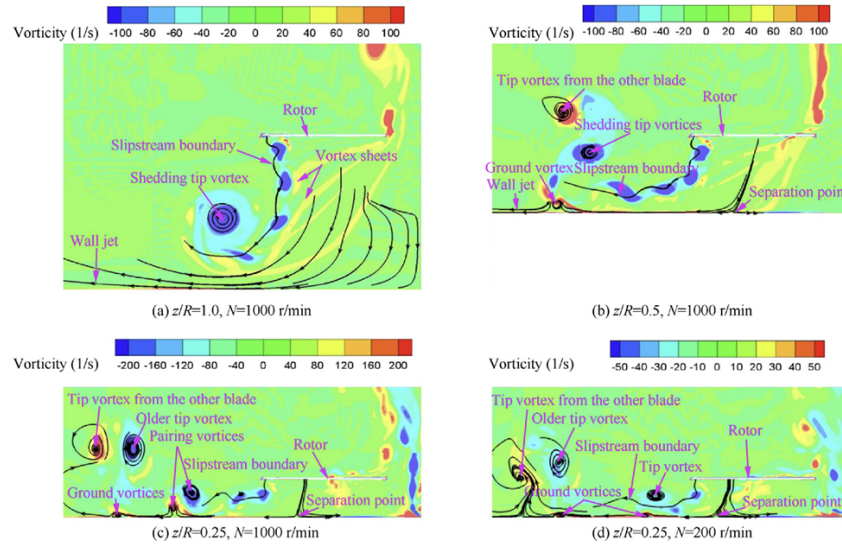 Vorticity (1/s)
-100 -80 -60 -40 -20 0 20 40 60 80 100
Rotor
Slipstream boundary
Vortex sheets
Shedding tip vortex
Wall jet
(a) z/R=1.0, N=1000 r/min
Vorticity (1/s)
-100 -80 -60 -40 -20 0 20 40 60 80 100
Tip vortex from the other blade
Rotor
Shedding tip vortices
Ground vortex
Slipstream boundary
Wall jet
Separation point
(b) z/R=0.5, N=1000 r/min
Vorticity (1/s)
-200 -160 -120 -80 -40 0 40 80 120 160 200
Tip vortex from the other blade
Older tip vortex
Pairing vortices
Slipstream boundary
Rotor
Ground vortices
Separation point
(c) z/R=0.25, N=1000 r/min
Vorticity (1/s)
-50 -40 -30 -20 -10 0 10 20 30 40 50
Tip vortex from the other blade
Older tip vortex
Slipstream boundary
Rotor
Tip vortex
Ground vortices
Separation point
(d) z/R=0.25, N=200 r/min